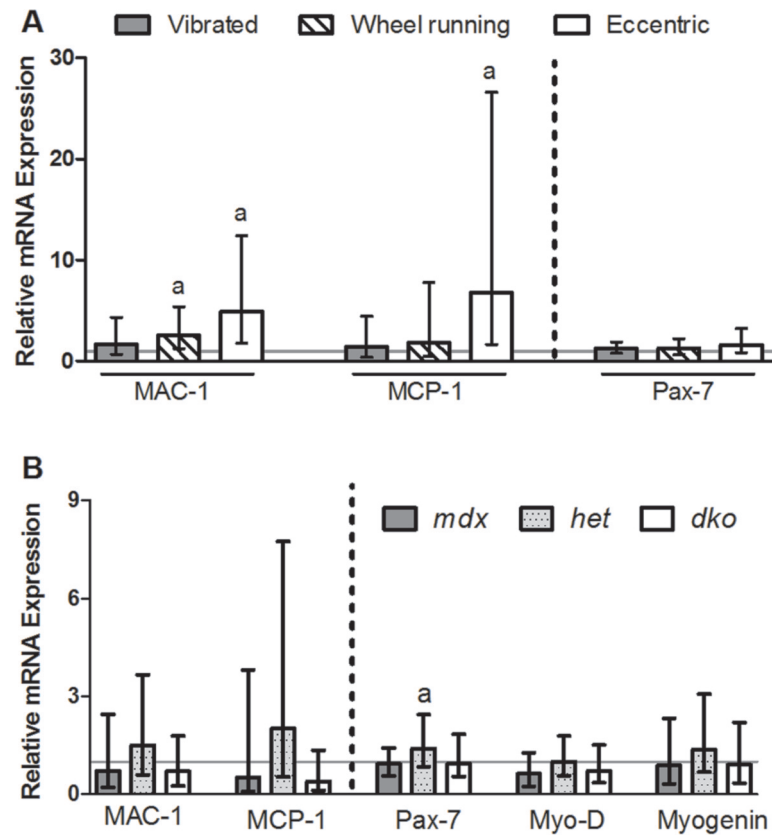 A
Vibrated Wheel running Eccentric
Relative mRNA Expression
30
20
10
0
a
a
a
MAC-1 MCP-1 Pax-7
B
mdx het dko
Relative mRNA Expression
9
6
3
0
a
MAC-1 MCP-1 Pax-7 Myo-D Myogenin